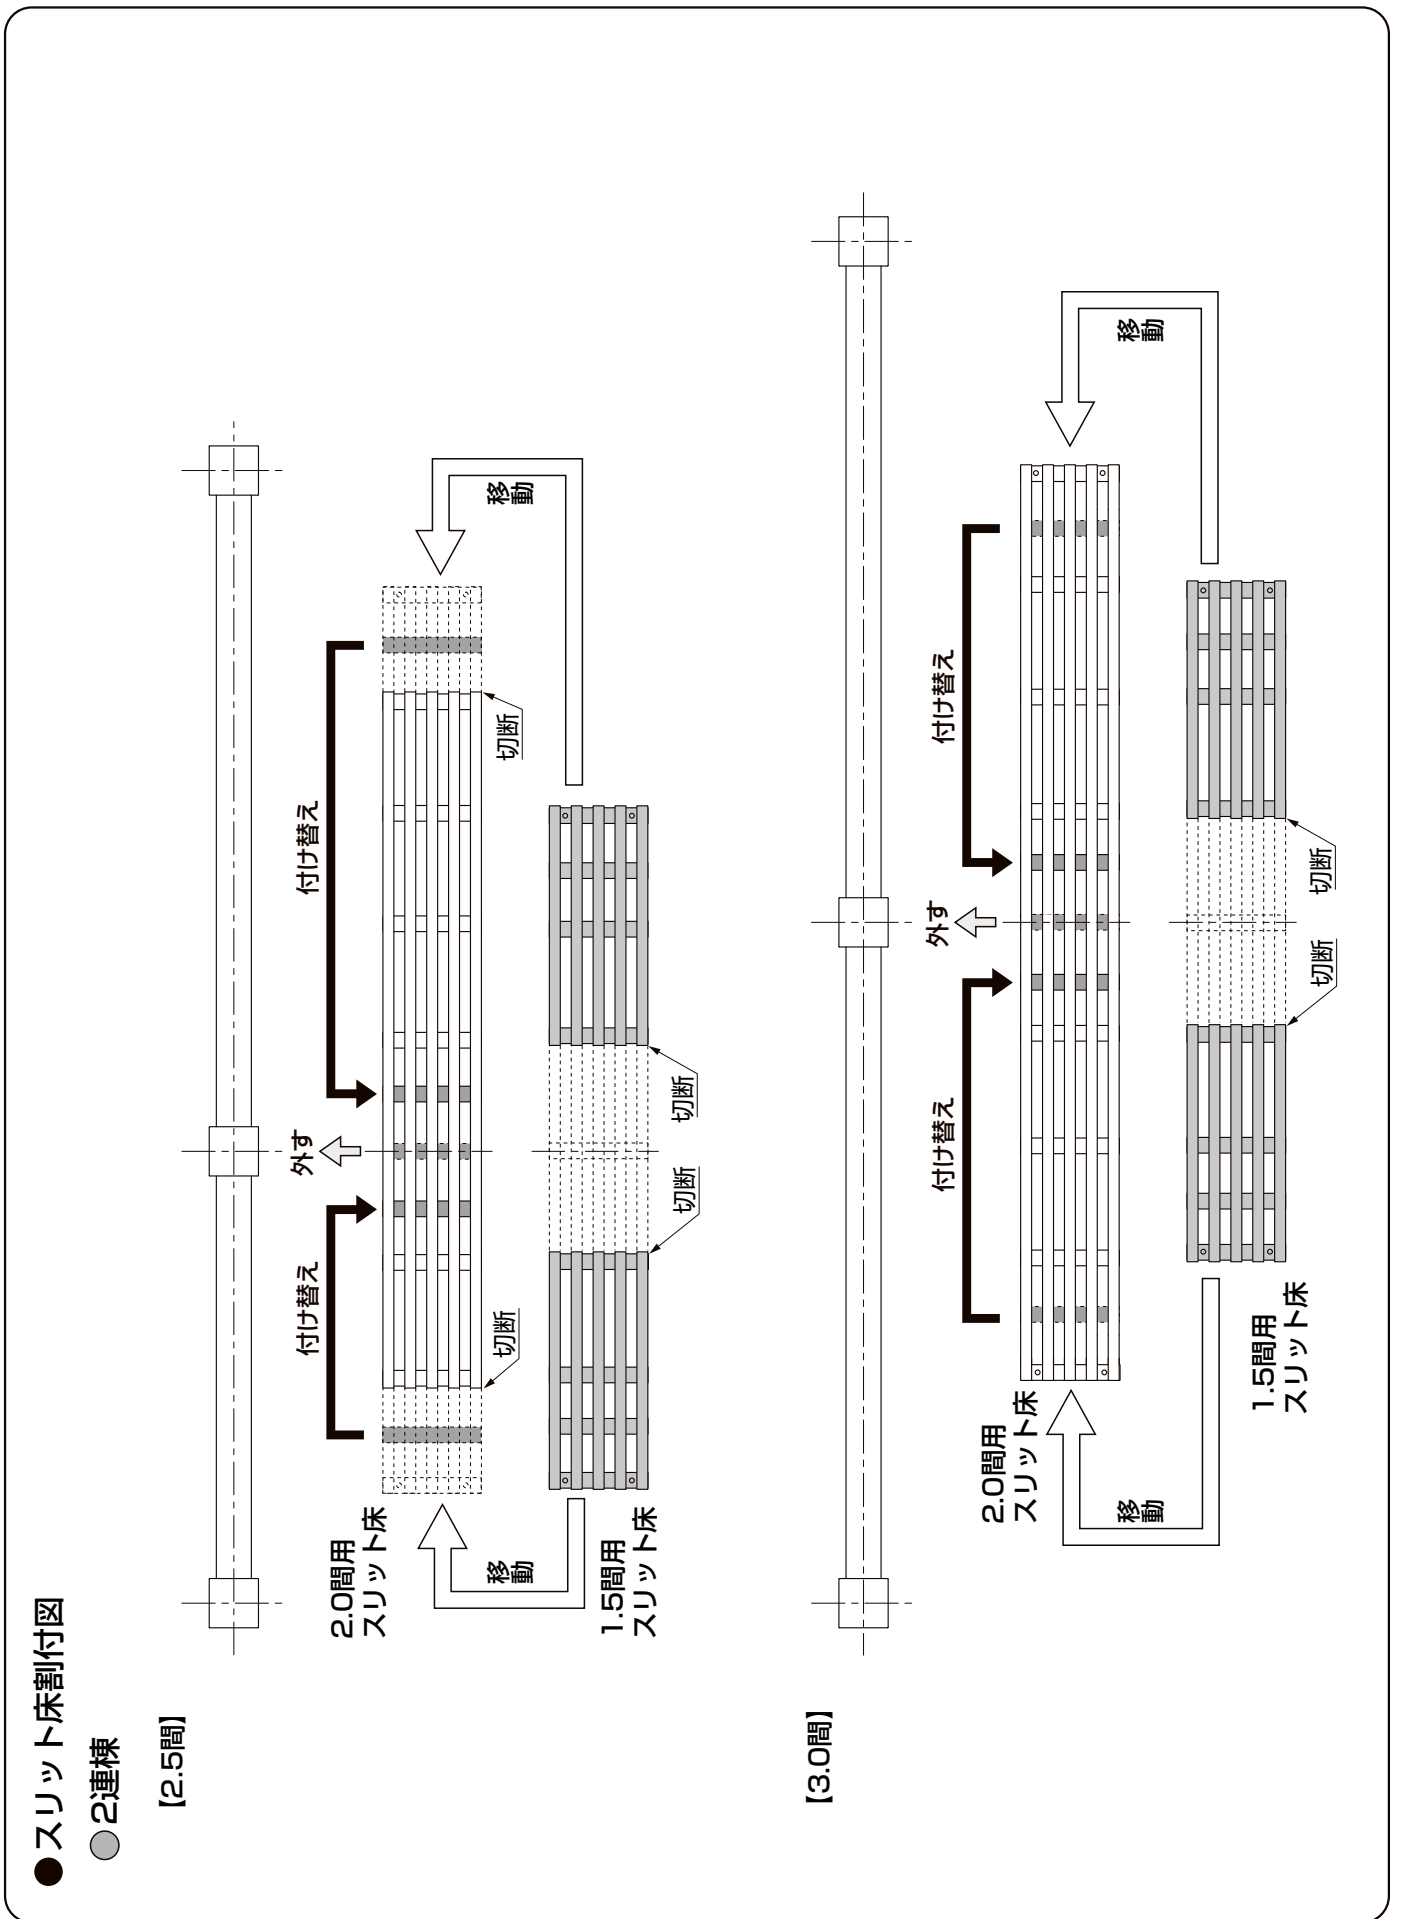 ●スリット床割付図
●2連棟
【2.5間】
付け替え
外す
付け替え
2.0間用
スリット床
切断
切断
移動
移動
1.5間用
スリット床
切断
切断
【3.0間】
付け替え
外す
付け替え
2.0間用
スリット床
移動
移動
1.5間用
スリット床
切断
切断